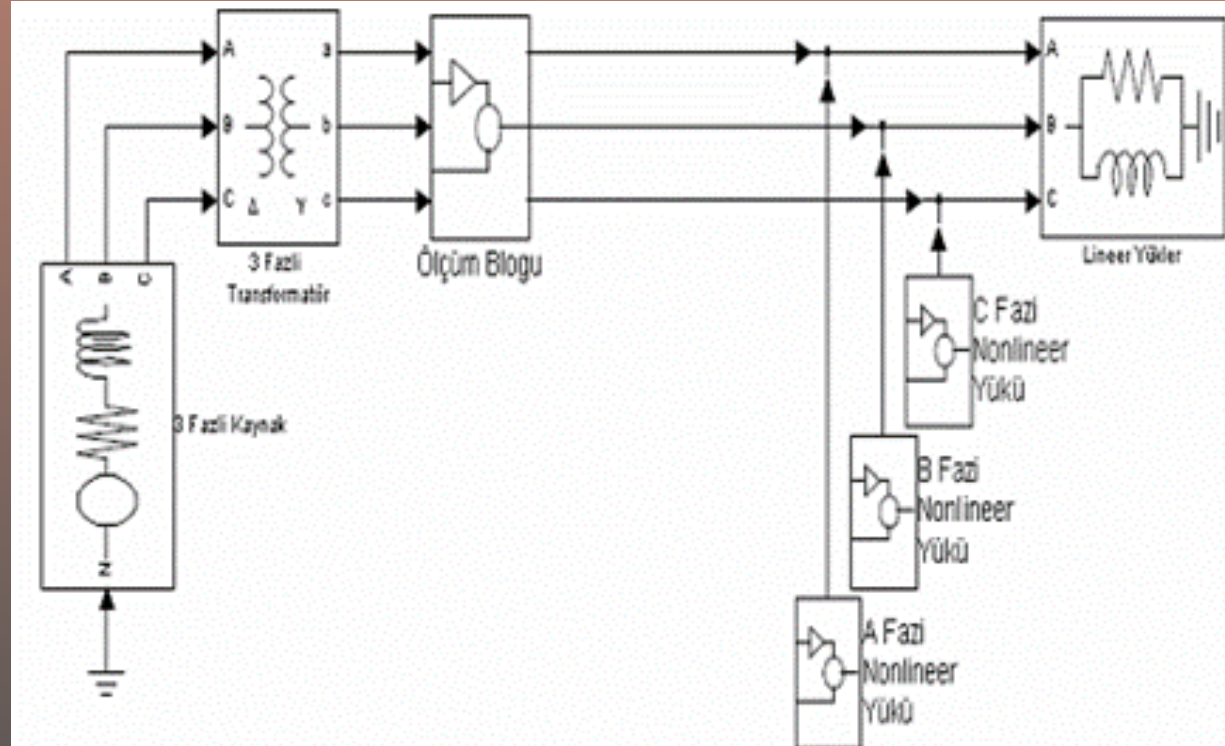 A
B
C
Δ Y
a
b
c
3 Fazli
Transformatör
Ölçüm Blogu
A
B
C
Lineer Yükler
A B C
3 Fazli Kaynak
N
C Fazi
Nonlineer
Yükü
B Fazi
Nonlineer
Yükü
A Fazi
Nonlineer
Yükü